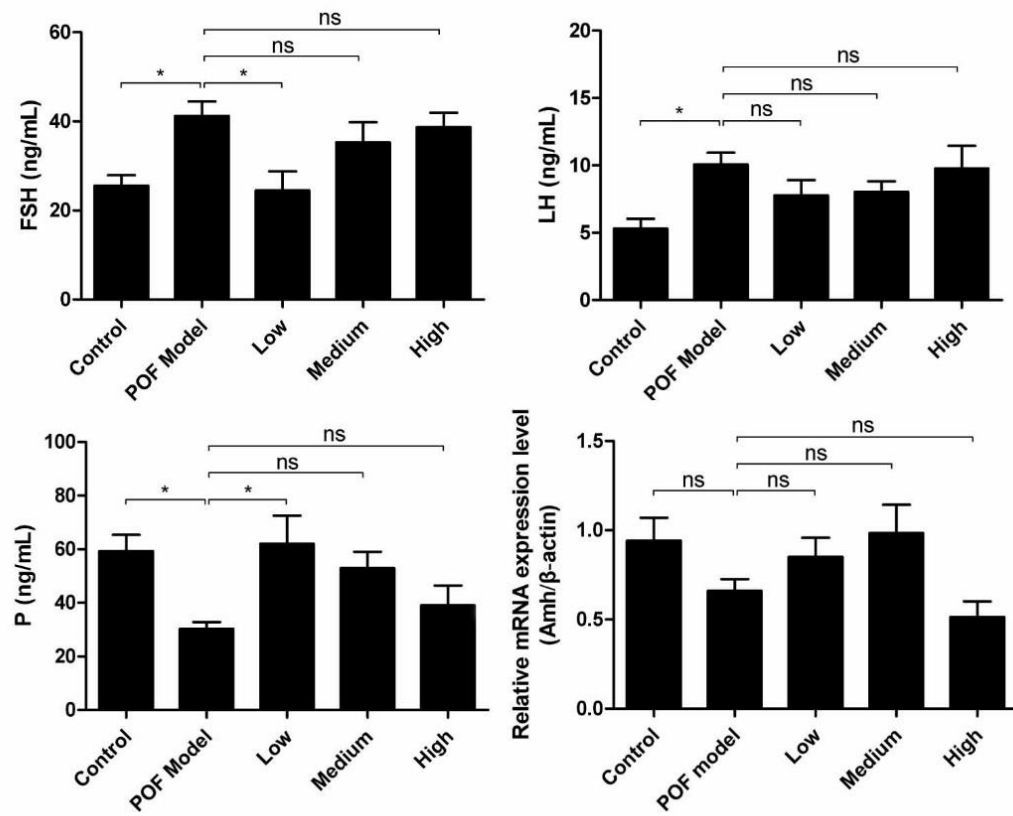 60
40
20
0
FSH (ng/mL)
ns
ns
*
*
Control
POF Model
Low
Medium
High
20
15
10
5
0
LH (ng/mL)
ns
ns
*
ns
Control
POF Model
Low
Medium
High
100
80
60
40
20
0
P (ng/mL)
ns
ns
*
*
Control
POF Model
Low
Medium
High
1.5
1.0
0.5
0.0
Relative mRNA expression level
(Amh/β-actin)
ns
ns
ns
ns
Control
POF model
Low
Medium
High